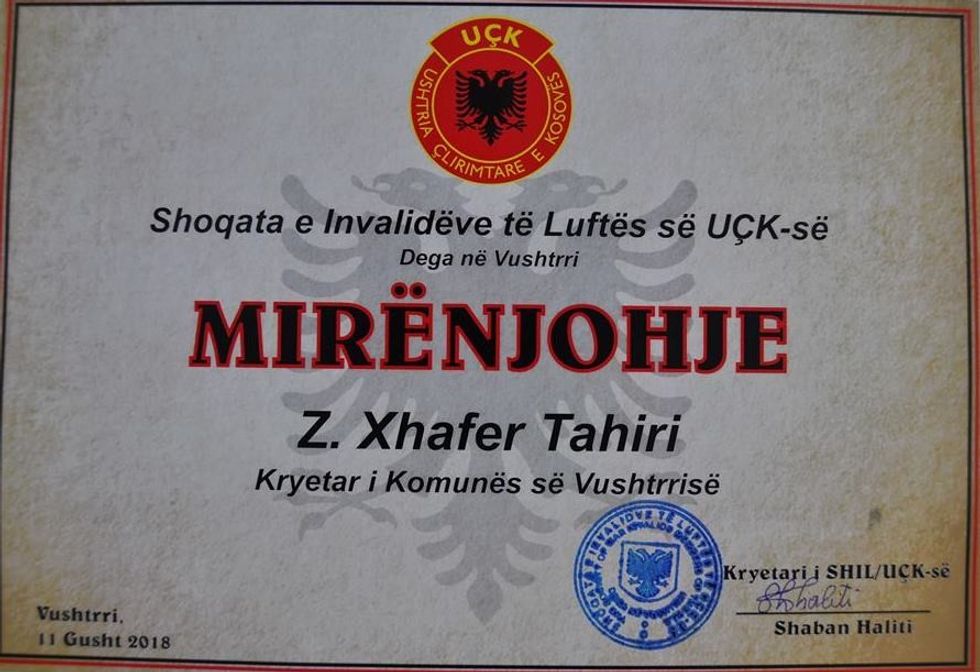 UÇK
USHTRIA ÇLIRIMTARE E KOSOVËS
Shoqata e Invalidëve të Luftës së UÇK-së
Dega në Vushtrri
MIRËNJOHJE
Z. Xhafer Tahiri
Kryetar i Komunës së Vushtrrisë
Kryetari i SHIL/UÇK-së
Shaban Haliti
Vushtrri,
11 Gusht 2018